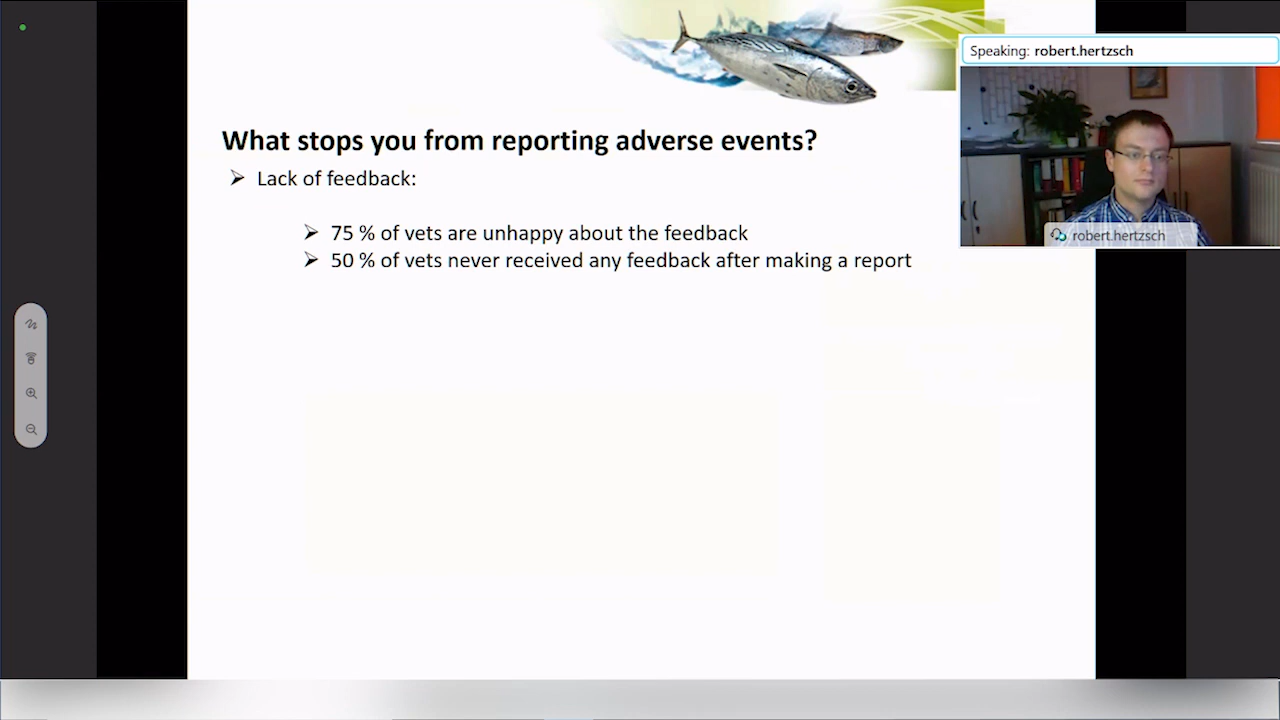 Speaking: robert.hertzsch
What stops you from reporting adverse events?
Lack of feedback:
75 % of vets are unhappy about the feedback
50 % of vets never received any feedback after making a report
robert.hertzsch